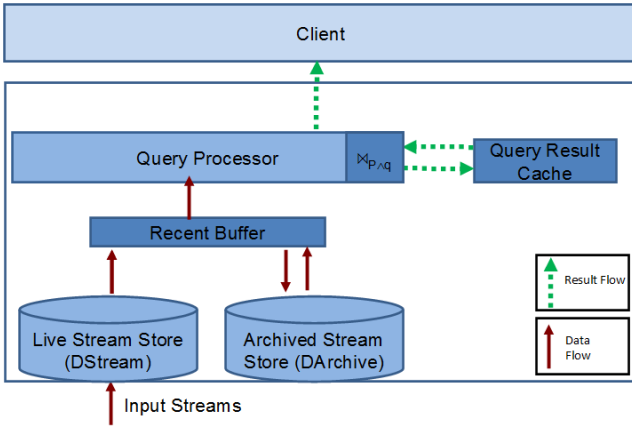 Client
Query Processor
⋈P∧q
Query Result
Cache
Recent Buffer
Result Flow
Live Stream Store
(DStream)
Archived Stream
Store (DArchive)
Data
Flow
Input Streams